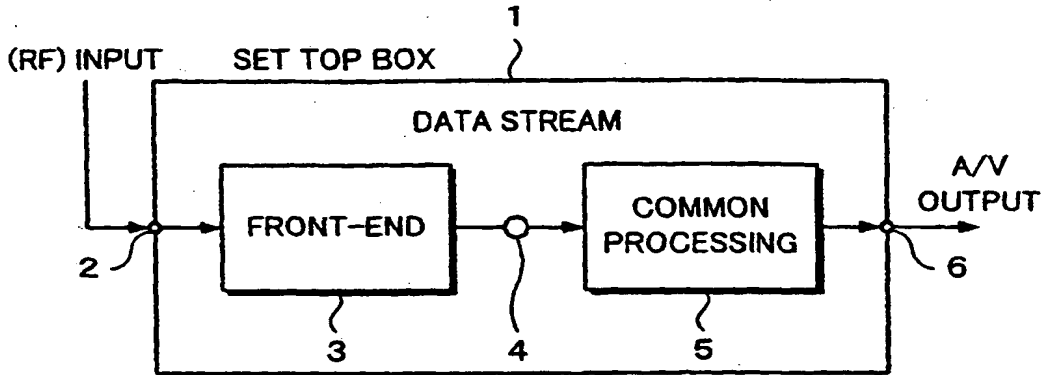 1
(RF) INPUT
SET TOP BOX
DATA STREAM
A/V
OUTPUT
FRONT-END
COMMON
PROCESSING
2
3
4
5
6